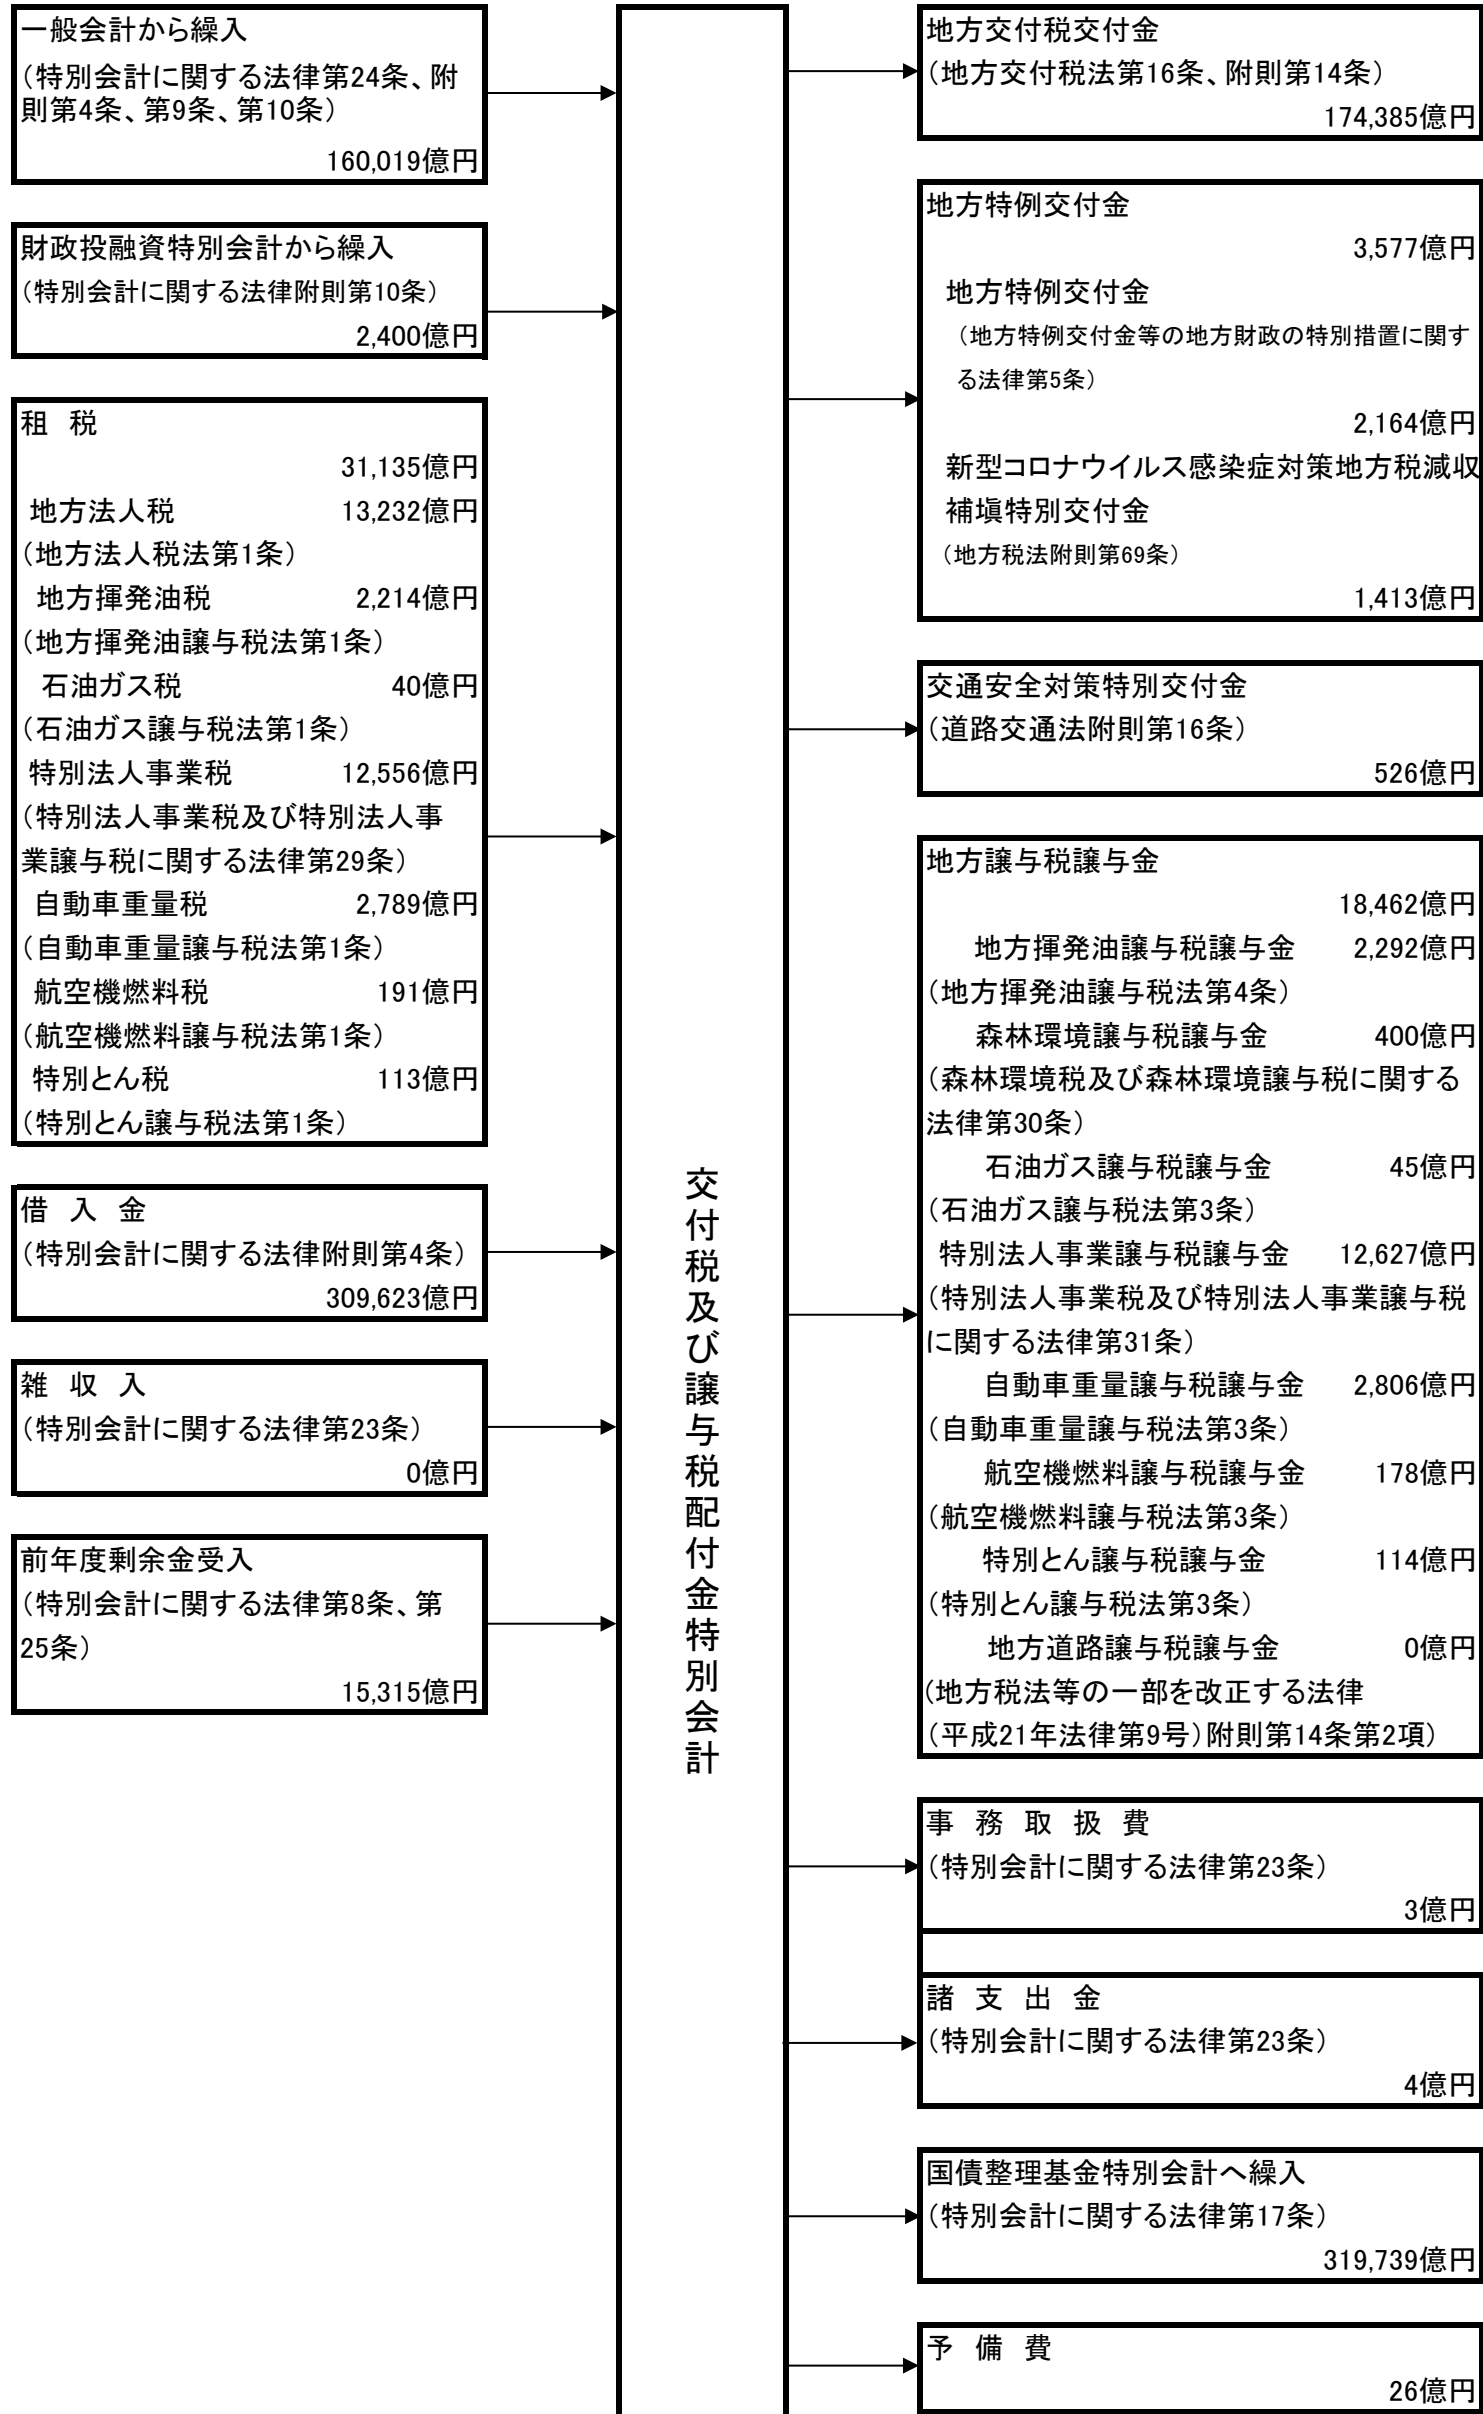 一般会計から繰入
（特別会計に関する法律第24条、附
則第4条、第9条、第10条）
160,019億円
財政投融資特別会計から繰入
（特別会計に関する法律附則第10条）
2,400億円
租　税
31,135億円
地方法人税　13,232億円
（地方法人税法第1条）
地方揮発油税　2,214億円
（地方揮発油譲与税法第1条）
石油ガス税　40億円
（石油ガス譲与税法第1条）
特別法人事業税　12,556億円
（特別法人事業税及び特別法人事
業譲与税に関する法律第29条）
自動車重量税　2,789億円
（自動車重量譲与税法第1条）
航空機燃料税　191億円
（航空機燃料譲与税法第1条）
特別とん税　113億円
（特別とん譲与税法第1条）
借　入　金
（特別会計に関する法律附則第4条）
309,623億円
雑　収　入
（特別会計に関する法律第23条）
0億円
前年度剰余金受入
（特別会計に関する法律第8条、第
25条）
15,315億円
交付税及び譲与税配付金特別会計
地方交付税交付金
（地方交付税法第16条、附則第14条）
174,385億円
地方特例交付金
3,577億円
地方特例交付金
（地方特例交付金等の地方財政の特別措置に関す
る法律第5条）
2,164億円
新型コロナウイルス感染症対策地方税減収
補塡特別交付金
（地方税法附則第69条）
1,413億円
交通安全対策特別交付金
（道路交通法附則第16条）
526億円
地方譲与税譲与金
18,462億円
地方揮発油譲与税譲与金　2,292億円
（地方揮発油譲与税法第4条）
森林環境譲与税譲与金　400億円
（森林環境税及び森林環境譲与税に関する
法律第30条）
石油ガス譲与税譲与金　45億円
（石油ガス譲与税法第3条）
特別法人事業譲与税譲与金　12,627億円
（特別法人事業税及び特別法人事業譲与税
に関する法律第31条）
自動車重量譲与税譲与金　2,806億円
（自動車重量譲与税法第3条）
航空機燃料譲与税譲与金　178億円
（航空機燃料譲与税法第3条）
特別とん譲与税譲与金　114億円
（特別とん譲与税法第3条）
地方道路譲与税譲与金　0億円
(地方税法等の一部を改正する法律
（平成21年法律第9号）附則第14条第2項）
事　務　取　扱　費
（特別会計に関する法律第23条）
3億円
諸　支　出　金
（特別会計に関する法律第23条）
4億円
国債整理基金特別会計へ繰入
（特別会計に関する法律第17条）
319,739億円
予　備　費
26億円